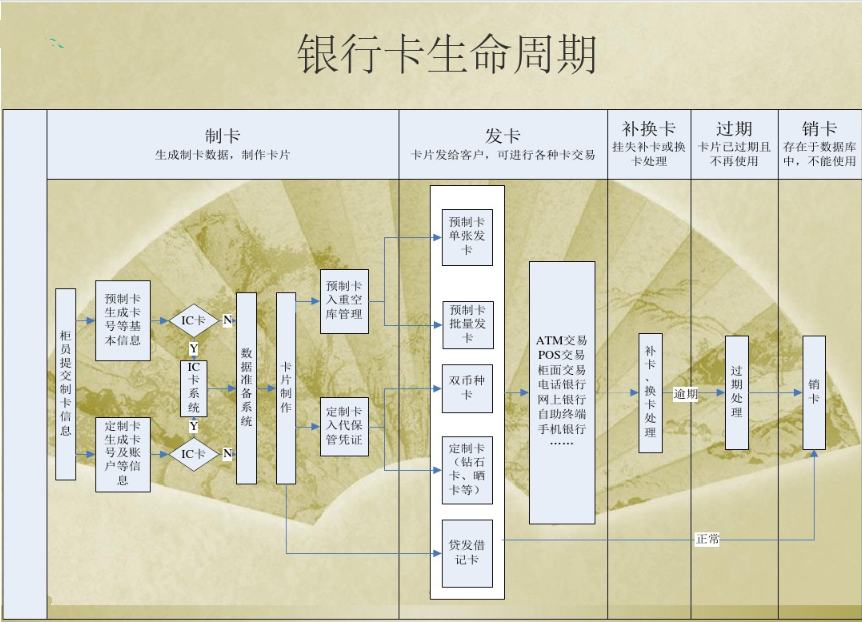 银行卡生命周期
制卡
生成制卡数据，制作卡片
发卡
卡片发给客户，可进行各种卡交易
补换卡
挂失补卡或换
卡处理
过期
卡片已过期且
不再使用
销卡
存在于数据库
中，不能使用
柜员提交制卡信息
预制卡
生成卡
号等基
本信息
定制卡
生成卡
号及账
户等信
息
IC卡
N
Y
IC
卡系统
Y
IC卡
N
数据准备系统
卡片制作
预制卡
入重空
库管理
定制卡
入代保
管凭证
预制卡
单张发
卡
预制卡
批量发
卡
双币种
卡
定制卡
（钻石
卡、晒
卡等）
贷发借
记卡
ATM交易
POS交易
柜面交易
电话银行
网上银行
自助终端
手机银行
……
补卡、换卡处理
逾期
过期处理
销卡
正常